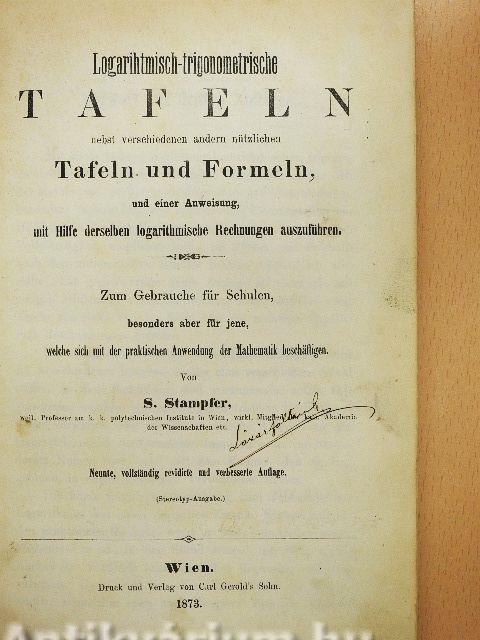 Logarihtmisch-trigonometrische
TAFELN
nebst verschiedenen andern nützlichen
Tafeln und Formeln,
und einer Anweisung,
mit Hilfe derselben logarithmische Rechnungen auszuführen.
Zum Gebrauche für Schulen,
besonders aber für jene,
welche sich mit der praktischen Anwendung der Mathematik beschäftigen.
Von
S. Stampfer,
weil. Professor am k. k. polytechnischen Institute in Wien, wirkl. Mitglied der kais. Akademie
der Wissenschaften etc.
Neunte, vollständig revidirte und verbesserte Auflage.
(Stereotyp-Ausgabe.)
Wien.
Druck und Verlag von Carl Gerold's Sohn.
1873.
Antikvárium.hu